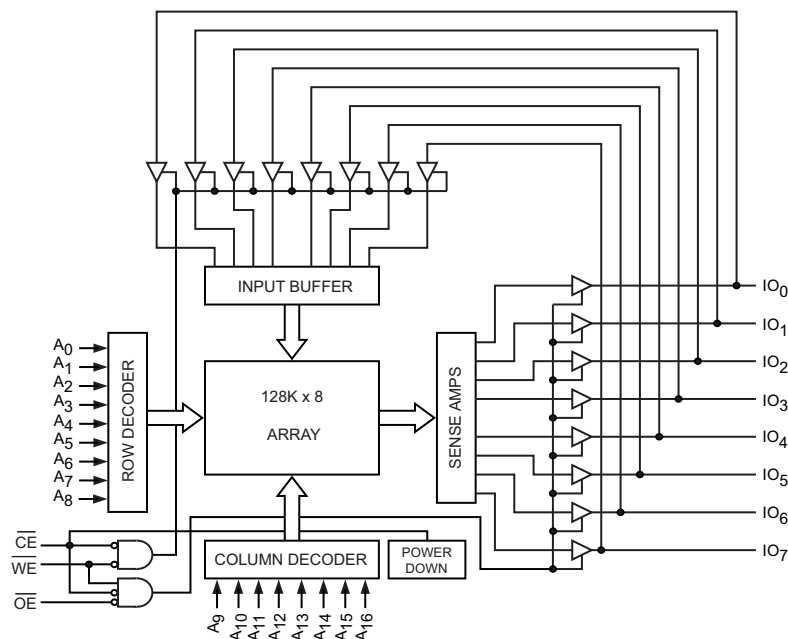 INPUT BUFFER
IO0
IO1
IO2
IO3
IO4
IO5
IO6
IO7
A0
A1
A2
A3
A4
A5
A6
A7
A8
ROW DECODER
128K x 8
ARRAY
SENSE AMPS
CE
WE
OE
COLUMN DECODER
POWER
DOWN
A9
A10
A11
A12
A13
A14
A15
A16